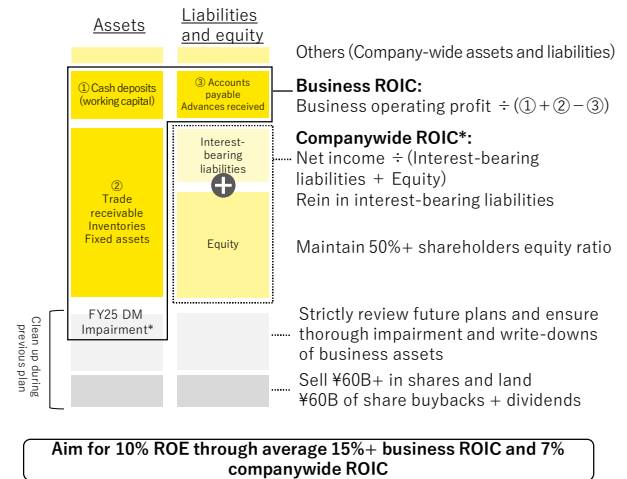 Assets
Liabilities
and equity
Others (Company-wide assets and liabilities)
①Cash deposits
(working capital)
③ Accounts
payable
Advances received
Business ROIC:
Business operating profit ÷(①+②−③)
Interest-
bearing
liabilities
Companywide ROIC*:
Net income ÷ (Interest-bearing
liabilities + Equity)
Rein in interest-bearing liabilities
②
Trade
receivable
Inventories
Fixed assets
+
Equity
Maintain 50%+ shareholders equity ratio
Clean up during
previous plan
FY25 DM
Impairment*
Strictly review future plans and ensure
thorough impairment and write-downs
of business assets
Sell ¥60B+ in shares and land
¥60B of share buybacks + dividends
Aim for 10% ROE through average 15%+ business ROIC and 7%
companywide ROIC